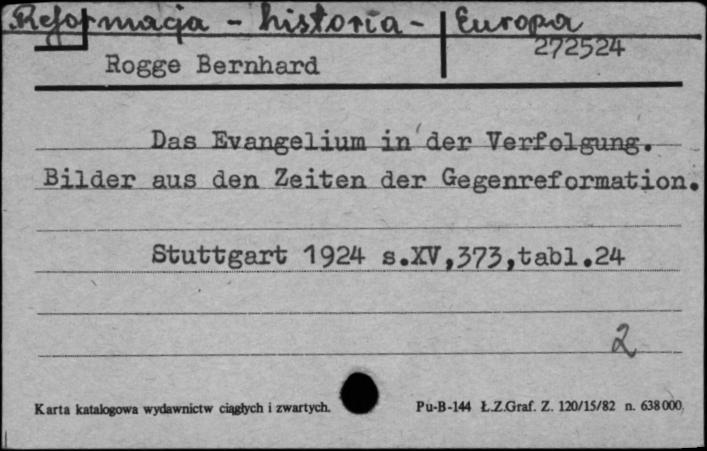 Reformacja - historia - Europa
272524
Rogge Bernhard
Das Evangelium in der Verfolgung.
Bilder aus den Zeiten der Gegenreformation.
Stuttgart 1924 s.XV,373,tabl.24
2
Karta katalogowa wydawnictw ciągłych i zwartych. Pu-B-144 Ł.Z.Graf. Z. 120/15/82 n. 638000.